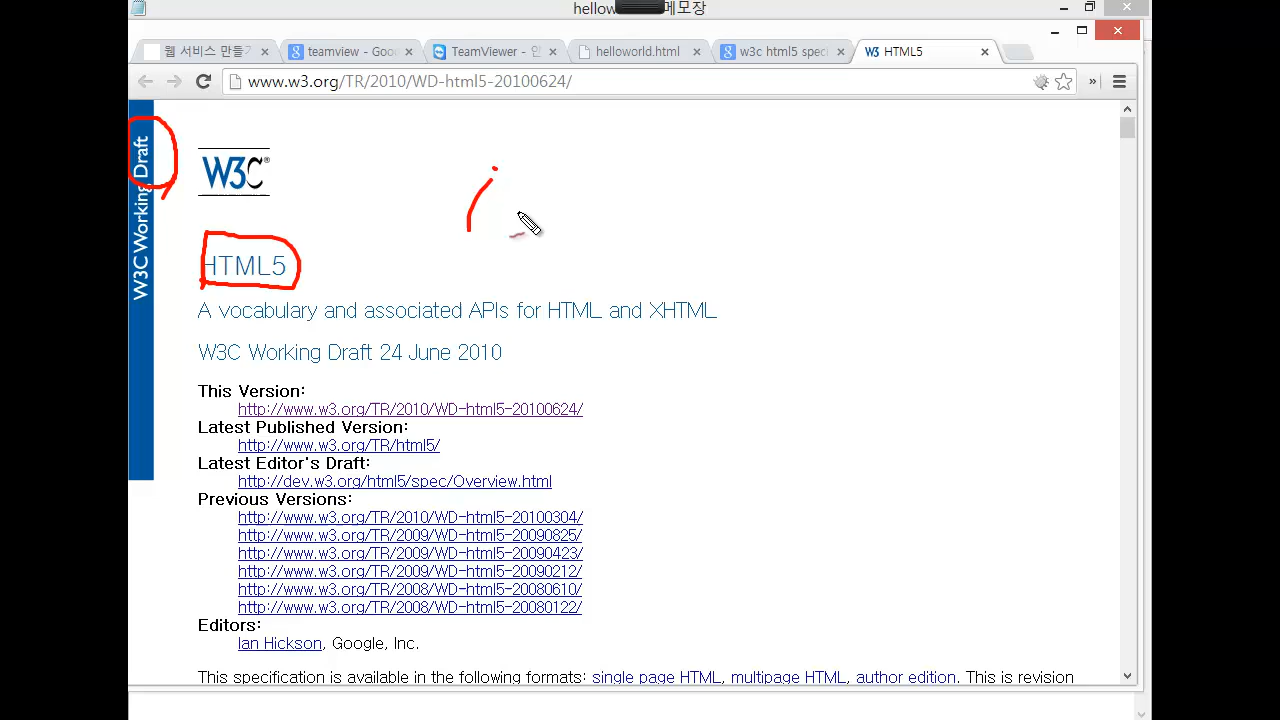 hellow 메모장
웹 서비스 만들기
teamview - Goo
TeamViewer - 안
helloworld.html
w3c html5 spec
W3 HTML5
www.w3.org/TR/2010/WD-html5-20100624/
W3C Working Draft
W3C®
HTML5
A vocabulary and associated APIs for HTML and XHTML
W3C Working Draft 24 June 2010
This Version:
http://www.w3.org/TR/2010/WD-html5-20100624/
Latest Published Version:
http://www.w3.org/TR/html5/
Latest Editor's Draft:
http://dev.w3.org/html5/spec/Overview.html
Previous Versions:
http://www.w3.org/TR/2010/WD-html5-20100304/
http://www.w3.org/TR/2009/WD-html5-20090825/
http://www.w3.org/TR/2009/WD-html5-20090423/
http://www.w3.org/TR/2009/WD-html5-20090212/
http://www.w3.org/TR/2008/WD-html5-20080610/
http://www.w3.org/TR/2008/WD-html5-20080122/
Editors:
Ian Hickson, Google, Inc.
This specification is available in the following formats: single page HTML, multipage HTML, author edition. This is revision